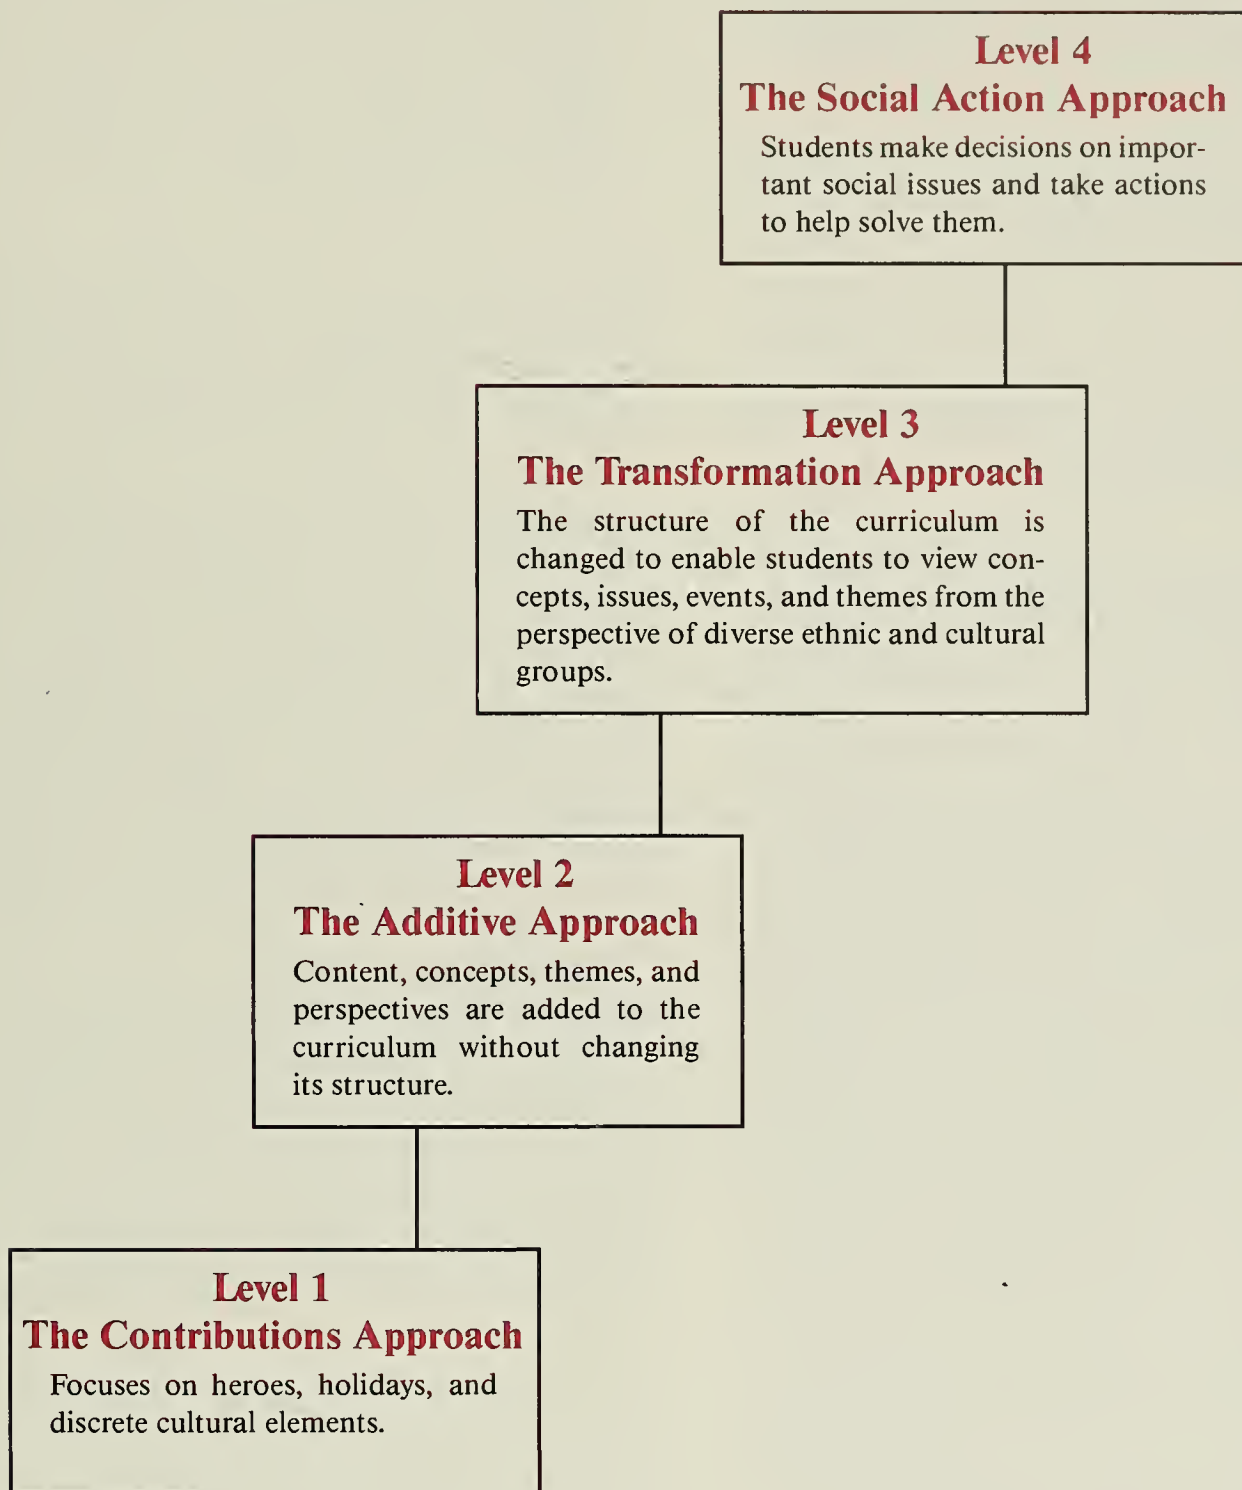 Level 4
The Social Action Approach
Students make decisions on impor-
tant social issues and take actions
to help solve them.
Level 3
The Transformation Approach
The structure of the curriculum is
changed to enable students to view con-
cepts, issues, events, and themes from the
perspective of diverse ethnic and cultural
groups.
Level 2
The Additive Approach
Content, concepts, themes, and
perspectives are added to the
curriculum without changing
its structure.
Level 1
The Contributions Approach
Focuses on heroes, holidays, and
discrete cultural elements.